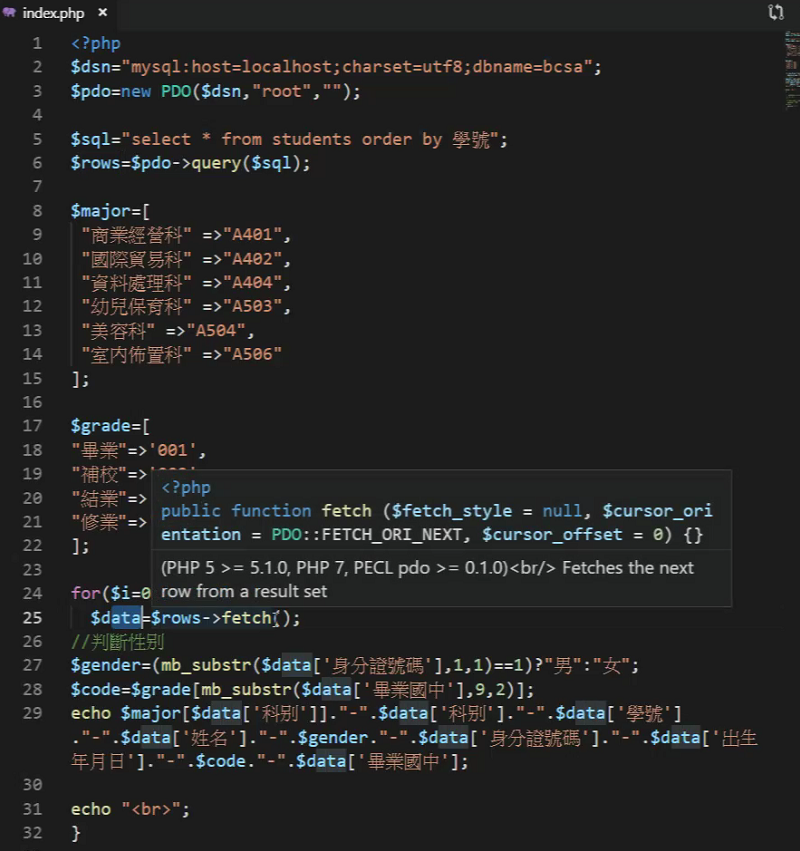 index.php ×
1 <?php
2 $dsn="mysql:host=localhost;charset=utf8;dbname=bcsa";
3 $pdo=new PDO($dsn,"root","");
4
5 $sql="select * from students order by 學號";
6 $rows=$pdo->query($sql);
7
8 $major=[
9 "商業經營科" =>"A401",
10 "國際貿易科" =>"A402",
11 "資料處理科" =>"A404",
12 "幼兒保育科" =>"A503",
13 "美容科" =>"A504",
14 "室內佈置科" =>"A506"
15 ];
16
17 $grade=[
18 "畢業"=>'001',
19 "補校"=>
20 "結業"=>
21 "修業"=>
22 ];
23
<?php
public function fetch ($fetch_style = null, $cursor_ori
entation = PDO::FETCH_ORI_NEXT, $cursor_offset = 0) {}
(PHP 5 >= 5.1.0, PHP 7, PECL pdo >= 0.1.0)<br/> Fetches the next
row from a result set
24 for($i=0
25 $data=$rows->fetch();
26 //判斷性別
27 $gender=(mb_substr($data['身分證號碼'],1,1)==1)?"男":"女";
28 $code=$grade[mb_substr($data['畢業國中'],9,2)];
29 echo $major[$data['科別']]."-".$data['科別']."-".$data['學號']
."-".$data['姓名']."-".$gender."-".$data['身分證號碼']."-".$data['出生
年月日']."-".$code."-".$data['畢業國中'];
30
31 echo "<br>";
32 }